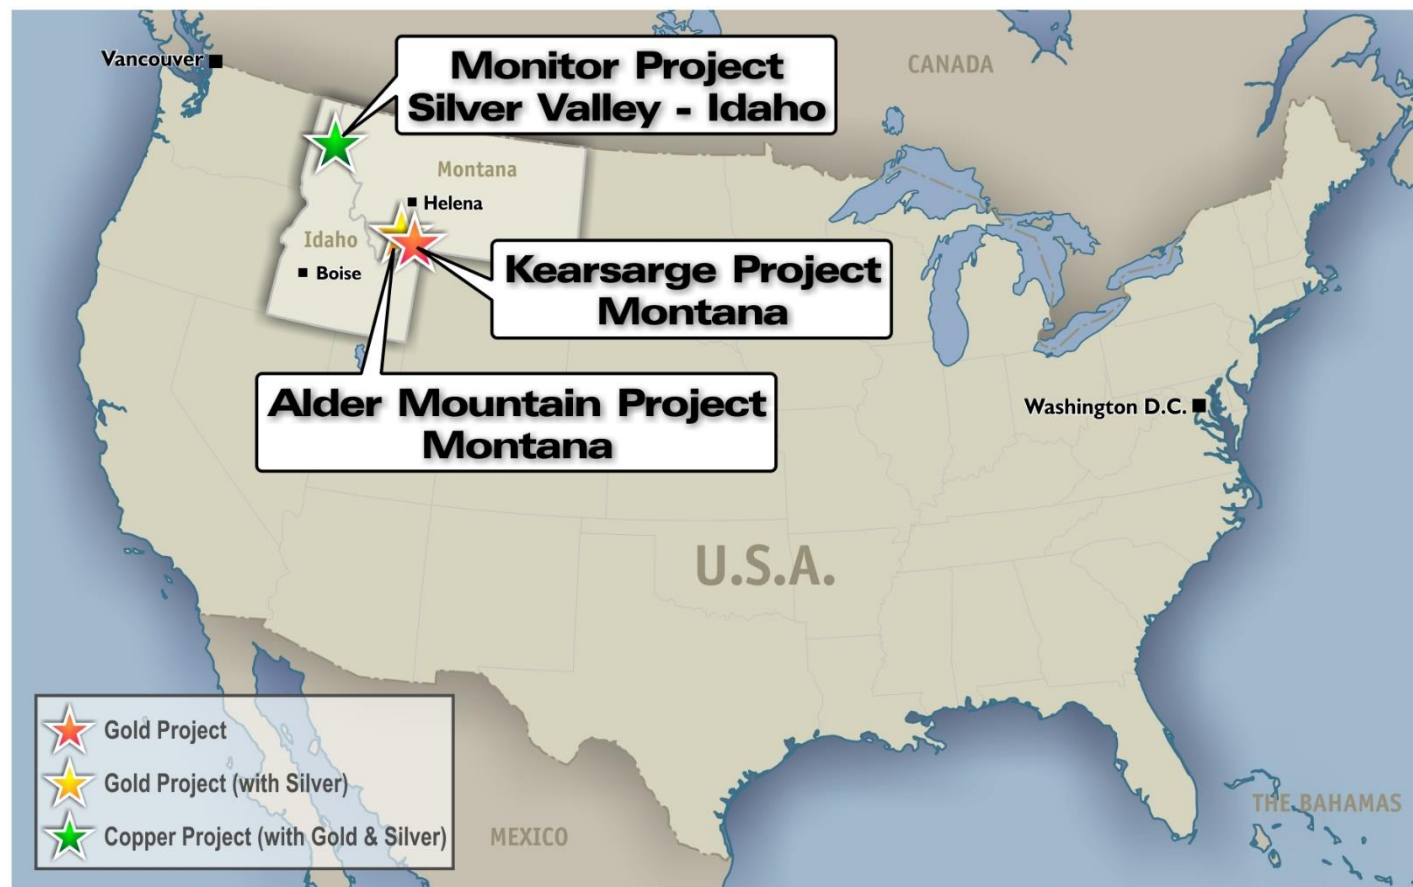 Vancouver
Monitor Project
Silver Valley - Idaho
CANADA
Montana
Helena
Idaho
Boise
Kearsarge Project
Montana
Alder Mountain Project
Montana
Washington D.C.
U.S.A.
Gold Project
Gold Project (with Silver)
Copper Project (with Gold & Silver)
MEXICO
THE BAHAMAS